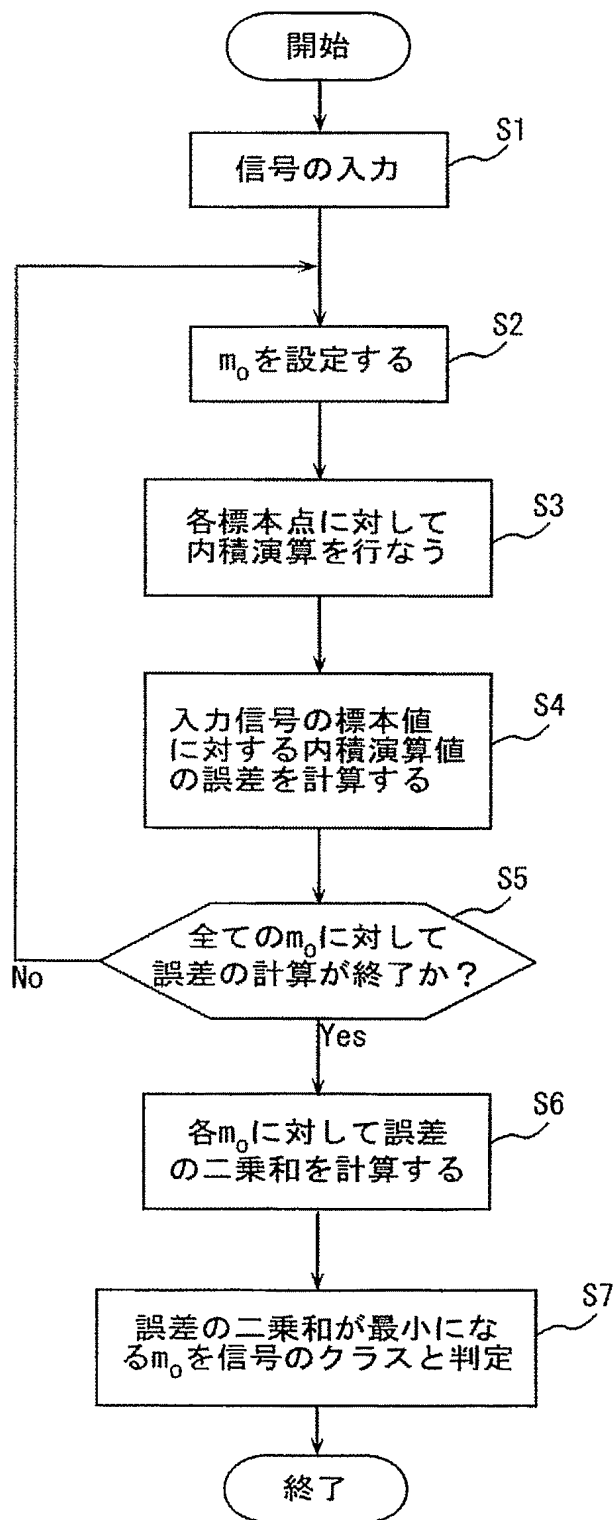 開始
S1
信号の入力
S2
m₀を設定する
S3
各標本点に対して
内積演算を行なう
S4
入力信号の標本値
に対する内積演算値
の誤差を計算する
S5
全てのm₀に対して
誤差の計算が終了か？
No
Yes
S6
各m₀に対して誤差
の二乗和を計算する
S7
誤差の二乗和が最小にな
るm₀を信号のクラスと判定
終了